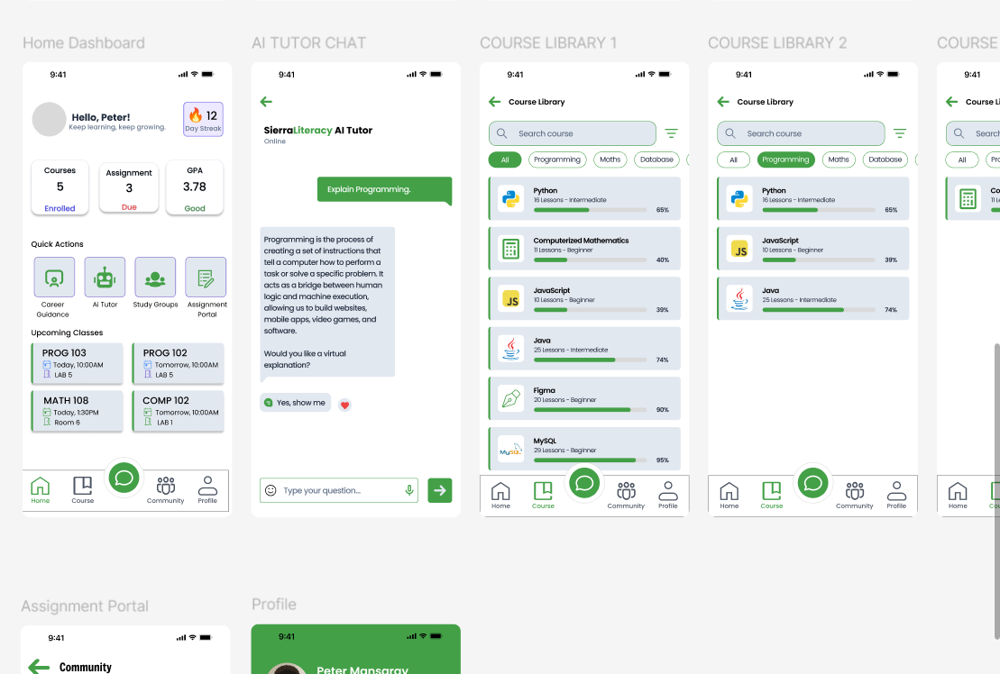 Home Dashboard
9:41
Hello, Peter!
Keep learning, keep growing.
12
Day Streak
Courses
5
Enrolled
Assignment
3
Due
GPA
3.78
Good
Quick Actions
Career
Guidance
Ai Tutor
Study Groups
Assignment
Portal
Upcoming Classes
PROG 103
Today, 10:00AM
LAB 5
PROG 102
Tomorrow, 10:00AM
LAB 5
MATH 108
Today, 1:30PM
Room 6
COMP 102
Tomorrow, 10:00AM
LAB 1
Home
Course
Community
Profile
AI TUTOR CHAT
9:41
SierraLiteracy AI Tutor
Online
Explain Programming.
Programming is the process of
creating a set of instructions that
tell a computer how to perform a
task or solve a specific problem. It
acts as a bridge between human
logic and machine execution,
allowing us to build websites,
mobile apps, video games, and
software.
Would you like a virtual
explanation?
Yes, show me
Type your question...
COURSE LIBRARY 1
9:41
Course Library
Search course
All
Programming
Maths
Database
Python
16 Lessons - Intermediate
65%
Computerized Mathematics
11 Lessons - Beginner
40%
JS
JavaScript
10 Lessons - Beginner
39%
Java
Java
25 Lessons - Intermediate
74%
Figma
20 Lessons - Beginner
90%
MySQL
MySQL
29 Lessons - Beginner
95%
Home
Course
Community
Profile
COURSE LIBRARY 2
9:41
Course Library
Search course
All
Programming
Maths
Database
Python
16 Lessons - Intermediate
65%
JS
JavaScript
10 Lessons - Beginner
39%
Java
Java
25 Lessons - Intermediate
74%
Home
Course
Community
Profile
COURSE
9:41
Course Li
Search
All
Pro
Co
11 L
Home
Co
Assignment Portal
9:41
Community
Profile
9:41
Peter Mansaray